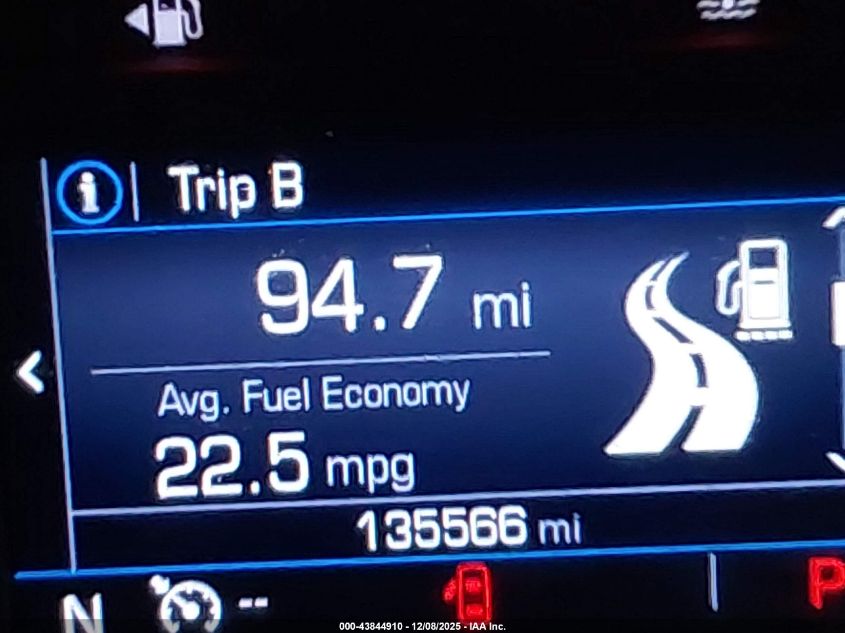 Trip B
94.7 mi
Avg. Fuel Economy
22.5 mpg
135566 mi
N -- P
000-43844910 - 12/08/2025 - IAA Inc.